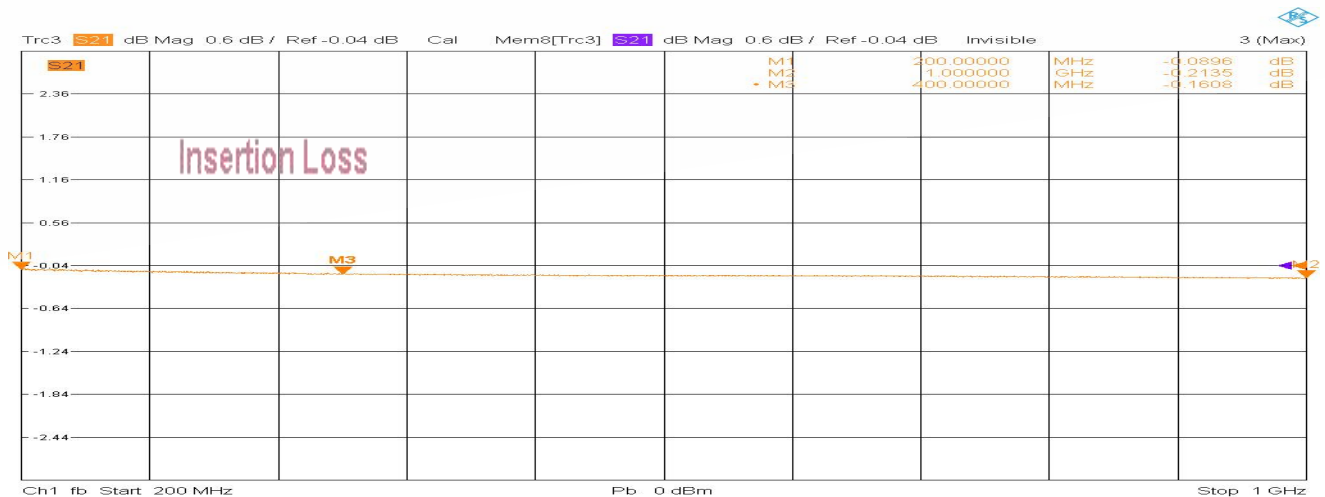 Trc3 S21 dB Mag 0.6 dB / Ref -0.04 dB Cal Mem8[Trc3] S21 dB Mag 0.6 dB / Ref -0.04 dB Invisible 3 (Max)
S21
M1 200.00000 MHz -0.0896 dB
M2 1.000000 GHz -0.2135 dB
• M3 400.00000 MHz -0.1608 dB
2.36
1.76
Insertion Loss
1.16
0.56
M1
M3
-0.04
M2
-0.64
-1.24
-1.84
-2.44
Ch1 fb Start 200 MHz Pb 0 dBm Stop 1 GHz